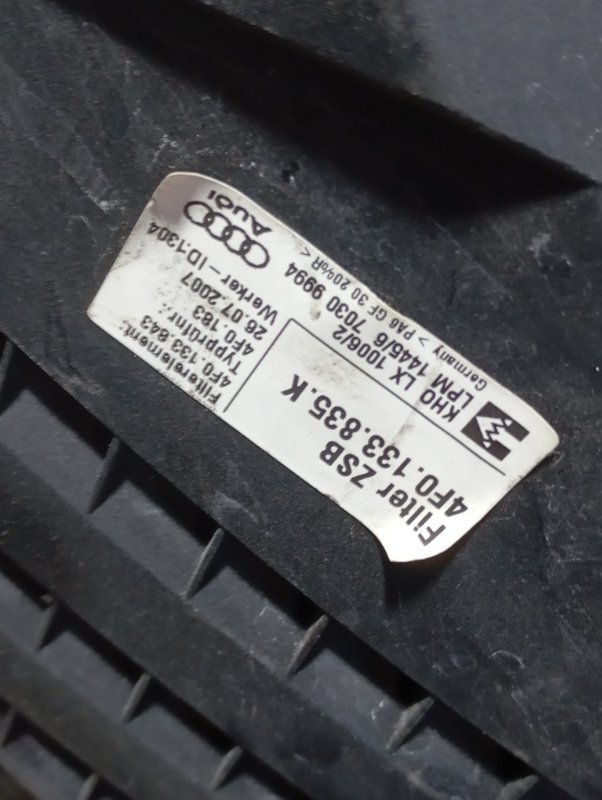 Filter ZSB
4F0.133.835.K
KHO LX 1006/2
LPM 1445/6 7030 9994
Germany > PA6 GF 30 20%R <
Filterelement:
4F0.133.843
Typprüfnr.:
4F0.183
26.07.2007
Werker-ID:1304
Audi